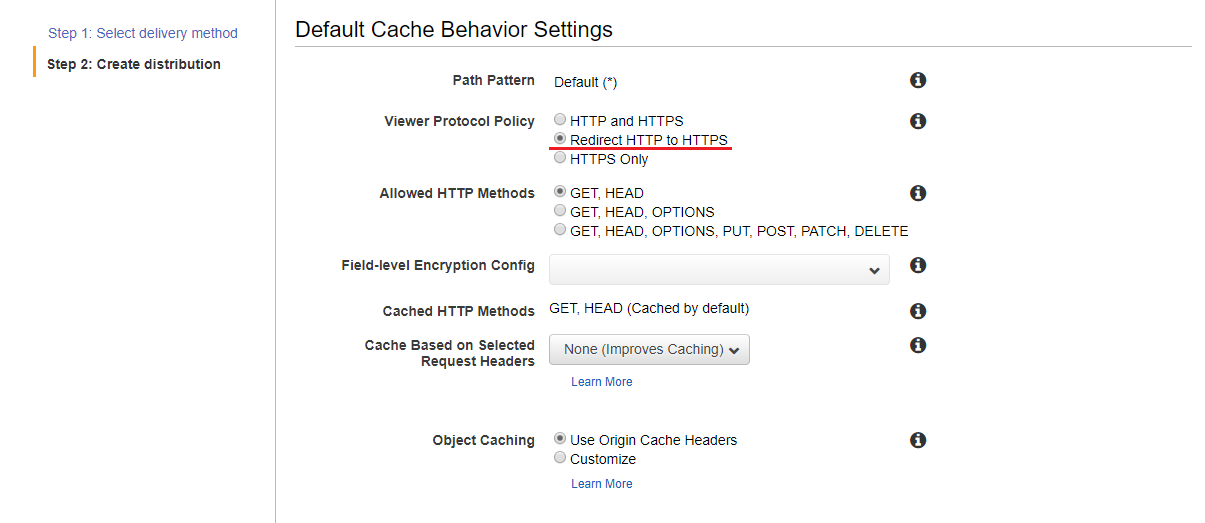 Step 1: Select delivery method
Step 2: Create distribution
Default Cache Behavior Settings
Path Pattern
Default (*)
Viewer Protocol Policy
HTTP and HTTPS
Redirect HTTP to HTTPS
HTTPS Only
Allowed HTTP Methods
GET, HEAD
GET, HEAD, OPTIONS
GET, HEAD, OPTIONS, PUT, POST, PATCH, DELETE
Field-level Encryption Config
Cached HTTP Methods
GET, HEAD (Cached by default)
Cache Based on Selected
Request Headers
None (Improves Caching)
Learn More
Object Caching
Use Origin Cache Headers
Customize
Learn More